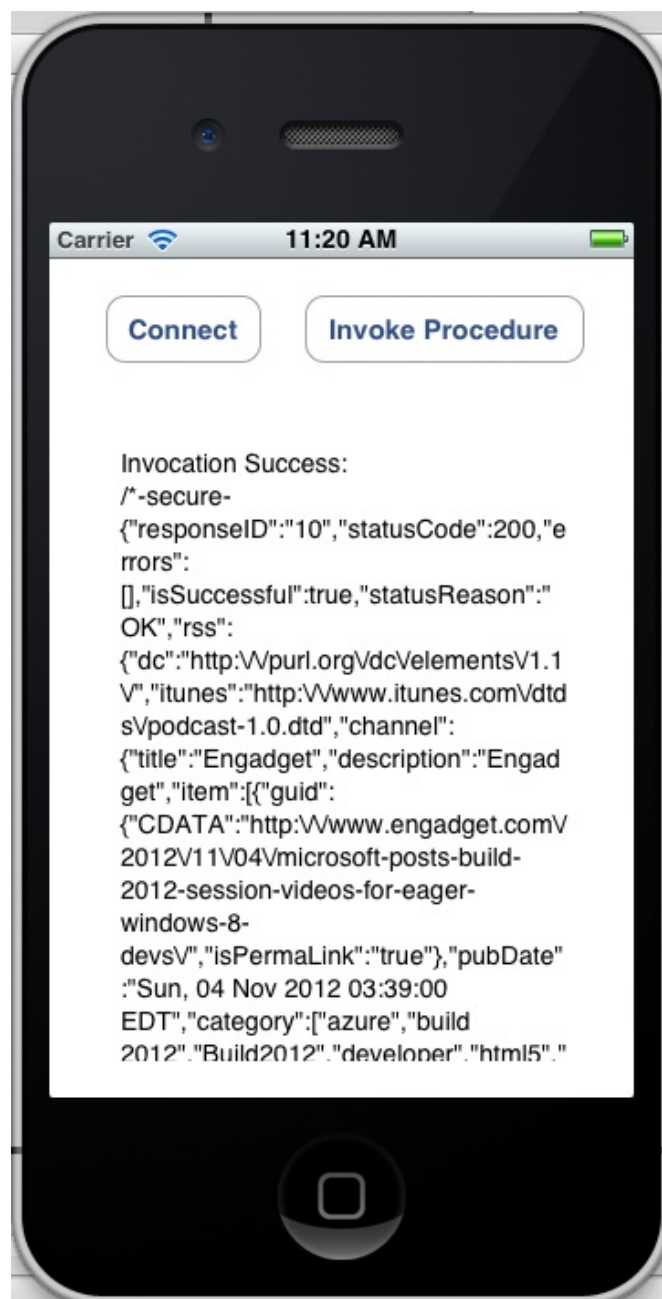 Carrier 11:20 AM
Connect Invoke Procedure
Invocation Success:
/*-secure-
{"responseID":"10","statusCode":200,"e
rrors":
[],"isSuccessful":true,"statusReason":"
OK","rss":
{"dc":"http:\/\/purl.org\/dc\/elements\/1.1
\/","itunes":"http:\/\/www.itunes.com\/dtd
s\/podcast-1.0.dtd","channel":
{"title":"Engadget","description":"Engad
get","item":[{"guid":
{"CDATA":"http:\/\/www.engadget.com\/
2012\/11\/04\/microsoft-posts-build-
2012-session-videos-for-eager-
windows-8-
devs\/","isPermaLink":"true"},"pubDate"
:"Sun, 04 Nov 2012 03:39:00
EDT","category":["azure","build
2012","Build2012","developer","html5","